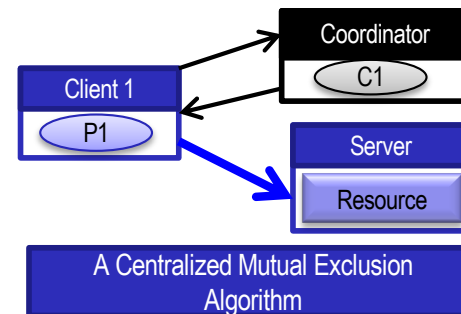 Coordinator
C1
Client 1
P1
Server
Resource
A Centralized Mutual Exclusion
Algorithm